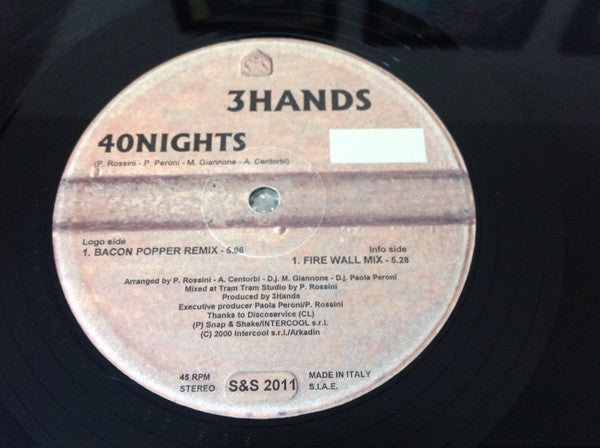 S&S
3HANDS
40NIGHTS
(P. Rossini - P. Peroni - M. Giannone - A. Centorbi)
Logo side
1. BACON POPPER REMIX - 5.06
Info side
1. FIRE WALL MIX - 5.28
Arranged by P. Rossini - A. Centorbi - D.j. M. Giannone - D.j. Paola Peroni
Mixed at Tram Tram Studio by P. Rossini
Produced by 3Hands
Executive producer Paola Peroni/P. Rossini
Thanks to Discoservice (CL)
(P) Snap & Shake/INTERCOOL s.r.l.
(C) 2000 Intercool s.r.l./Arkadin
45 RPM
STEREO
S&S 2011
MADE IN ITALY
S.I.A.E.